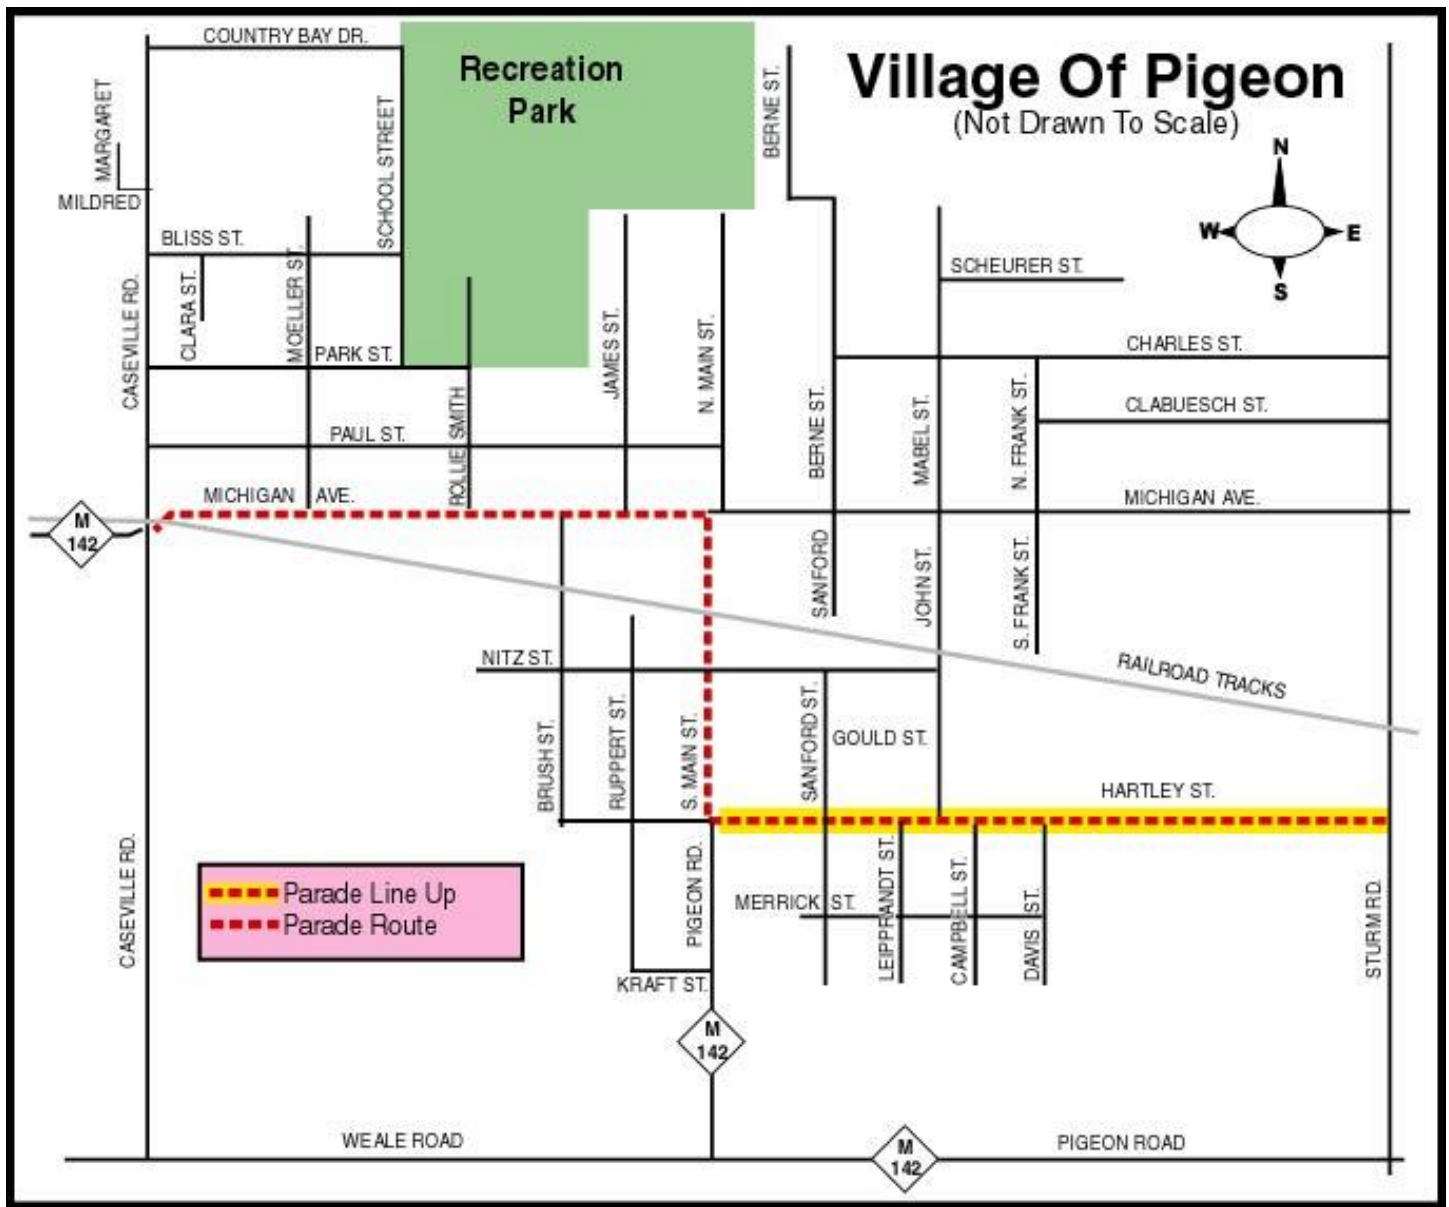 COUNTRY BAY DR.
Recreation
Park
BERNE ST.
Village Of Pigeon
(Not Drawn To Scale)
N
W
E
S
MARGARET
MILDRED
SCHOOL STREET
BLISS ST.
CLARA ST.
MOELLER ST.
CASEVILLE RD.
PARK ST.
JAMES ST.
N. MAIN ST.
SCHEURER ST.
CHARLES ST.
CLABUESCH ST.
PAUL ST.
ROLLIE SMITH
BERNE ST.
MABEL ST.
N. FRANK ST.
MICHIGAN AVE.
MICHIGAN AVE.
M
142
SANFORD
JOHN ST.
S. FRANK ST.
NITZ ST.
RAILROAD TRACKS
BRUSH ST.
RUPPERT ST.
S. MAIN ST.
SANFORD ST.
GOULD ST.
HARTLEY ST.
CASEVILLE RD.
Parade Line Up
Parade Route
PIGEON RD.
MERRICK ST.
LEIPPRANDT ST.
CAMPBELL ST.
DAVIS ST.
STURM RD.
KRAFT ST.
M
142
WEALE ROAD
M
142
PIGEON ROAD